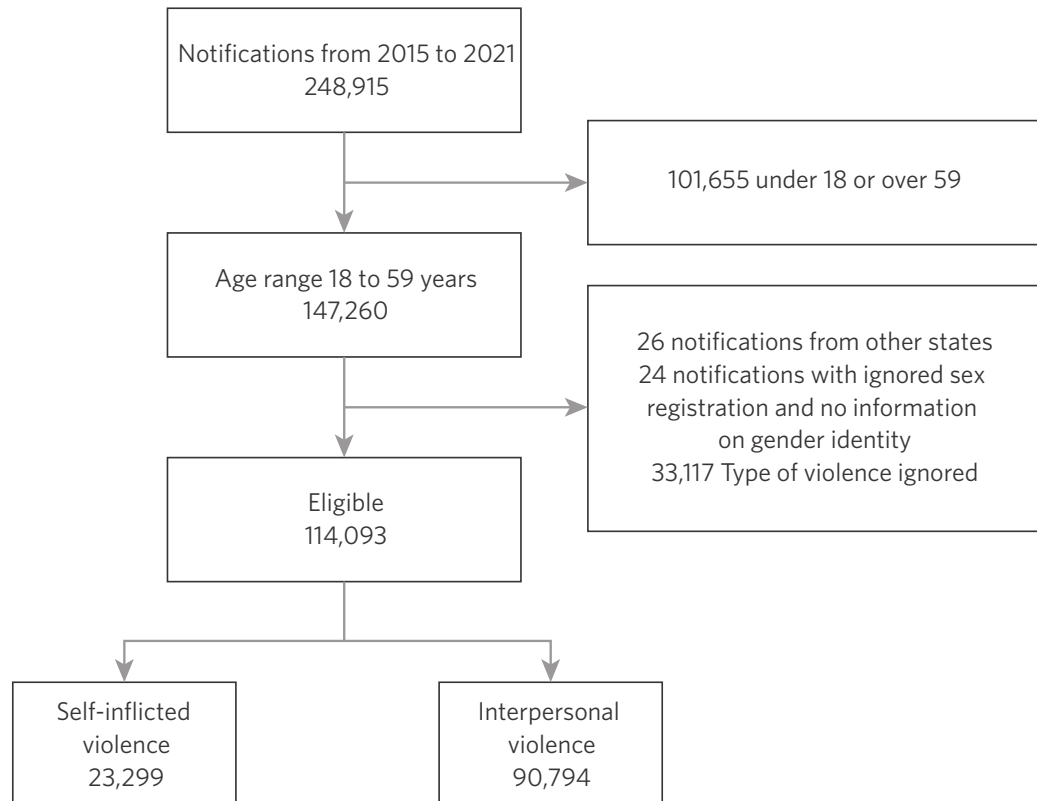 Notifications from 2015 to 2021
248,915
101,655 under 18 or over 59
Age range 18 to 59 years
147,260
26 notifications from other states
24 notifications with ignored sex
registration and no information
on gender identity
33,117 Type of violence ignored
Eligible
114,093
Self-inflicted
violence
23,299
Interpersonal
violence
90,794